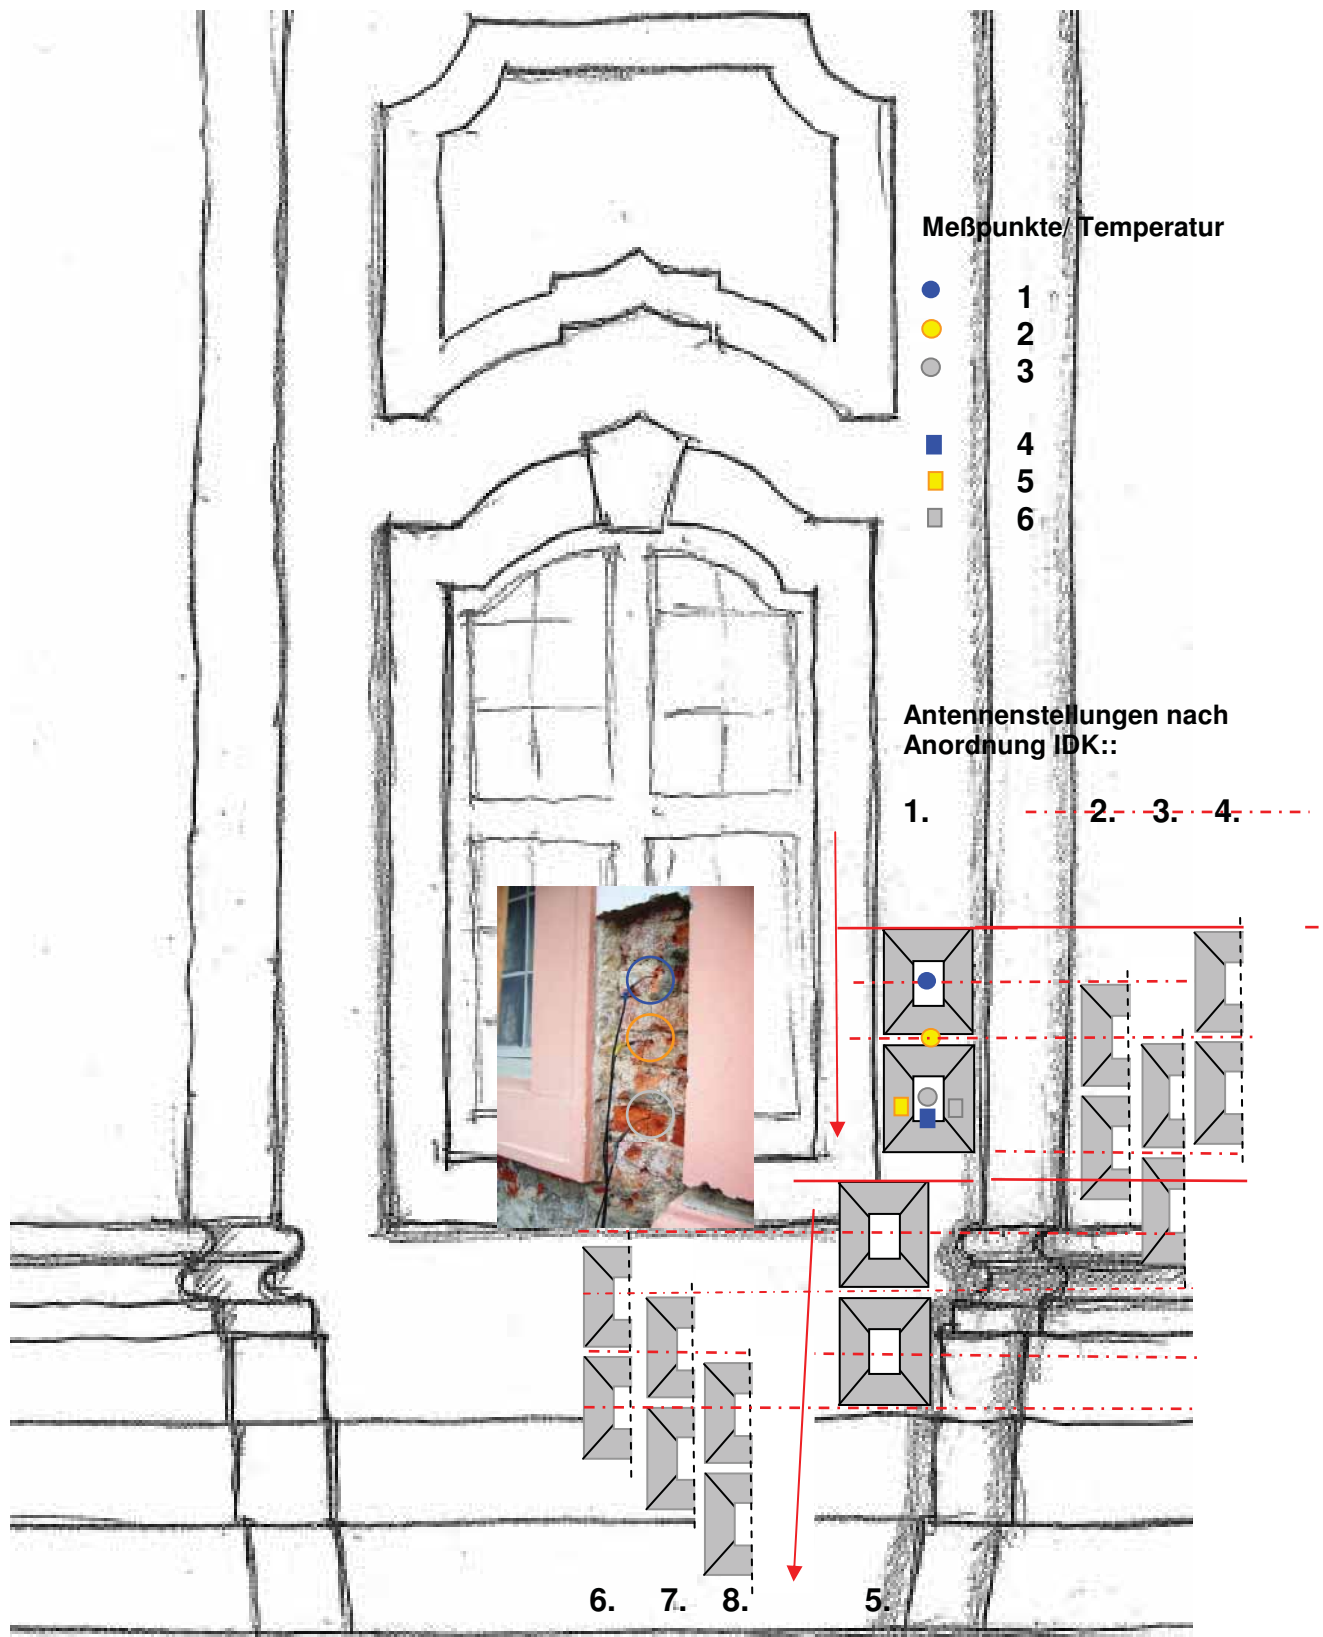 Meßpunkte/ Temperatur
1
2
3
4
5
6
Antennenstellungen nach
Anordnung IDK::
1. 2. 3. 4.
6. 7. 8. 5.